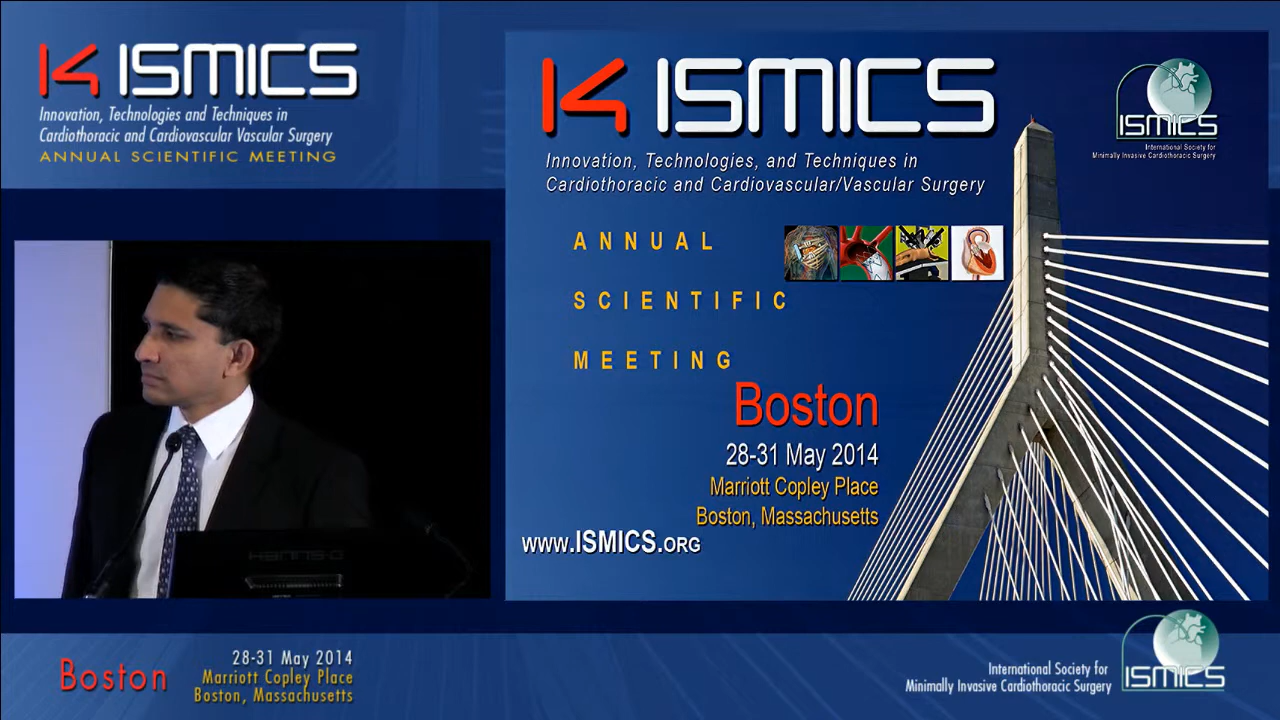 14 ISMICS
Innovation, Technologies and Techniques in
Cardiothoracic and Cardiovascular Vascular Surgery
ANNUAL SCIENTIFIC MEETING
14 ISMICS
Innovation, Technologies, and Techniques in
Cardiothoracic and Cardiovascular/Vascular Surgery
ISMICS
International Society for
Minimally Invasive Cardiothoracic Surgery
ANNUAL
SCIENTIFIC
MEETING
Boston
28-31 May 2014
Marriott Copley Place
Boston, Massachusetts
www.ISMICS.ORG
Boston
28-31 May 2014
Marriott Copley Place
Boston, Massachusetts
International Society for
Minimally Invasive Cardiothoracic Surgery
ISMICS